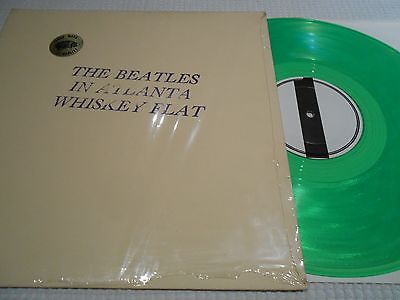 THE BEATLES
IN ATLANTA
WHISKEY FLAT